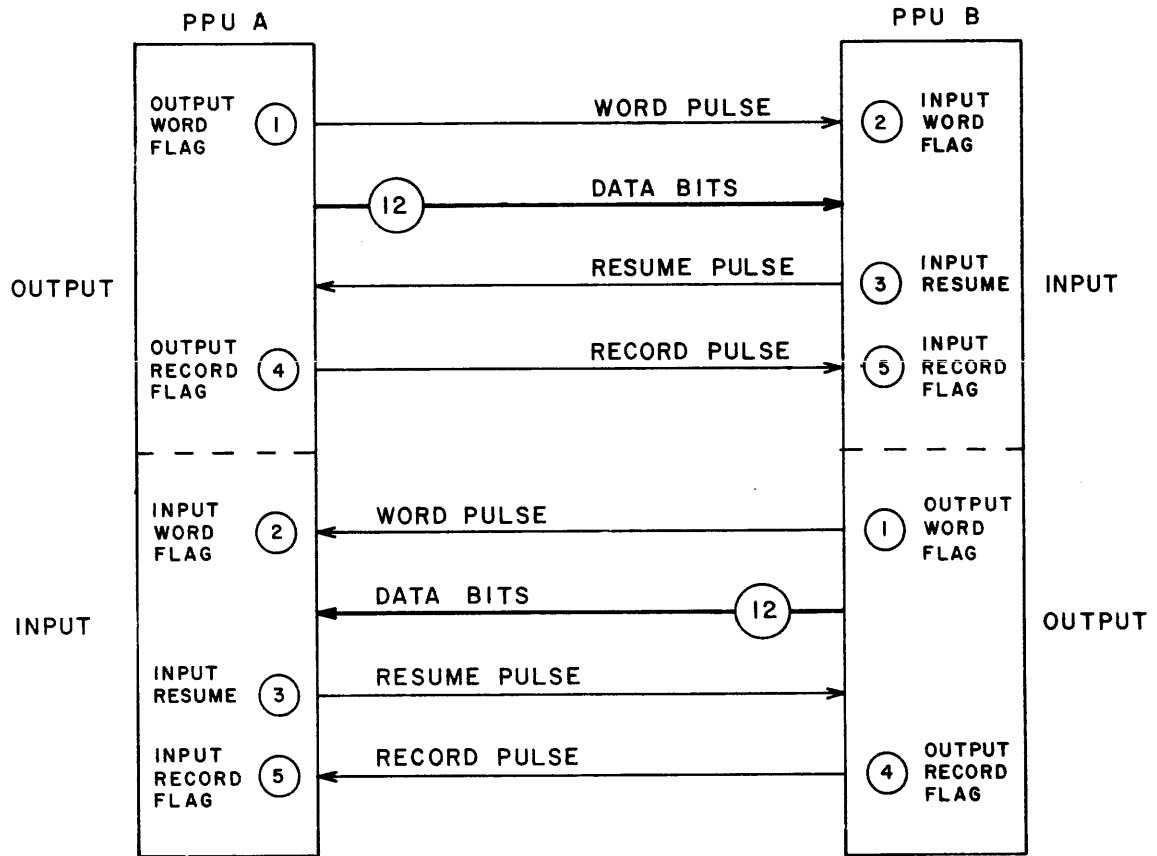 PPU A
PPU B
OUTPUT
WORD
FLAG
1
WORD PULSE
2
INPUT
WORD
FLAG
12
DATA BITS
OUTPUT
RESUME PULSE
3
INPUT
RESUME
INPUT
OUTPUT
RECORD
FLAG
4
RECORD PULSE
5
INPUT
RECORD
FLAG
INPUT
WORD
FLAG
2
WORD PULSE
1
OUTPUT
WORD
FLAG
DATA BITS
12
INPUT
OUTPUT
INPUT
RESUME
3
RESUME PULSE
INPUT
RECORD
FLAG
5
RECORD PULSE
4
OUTPUT
RECORD
FLAG